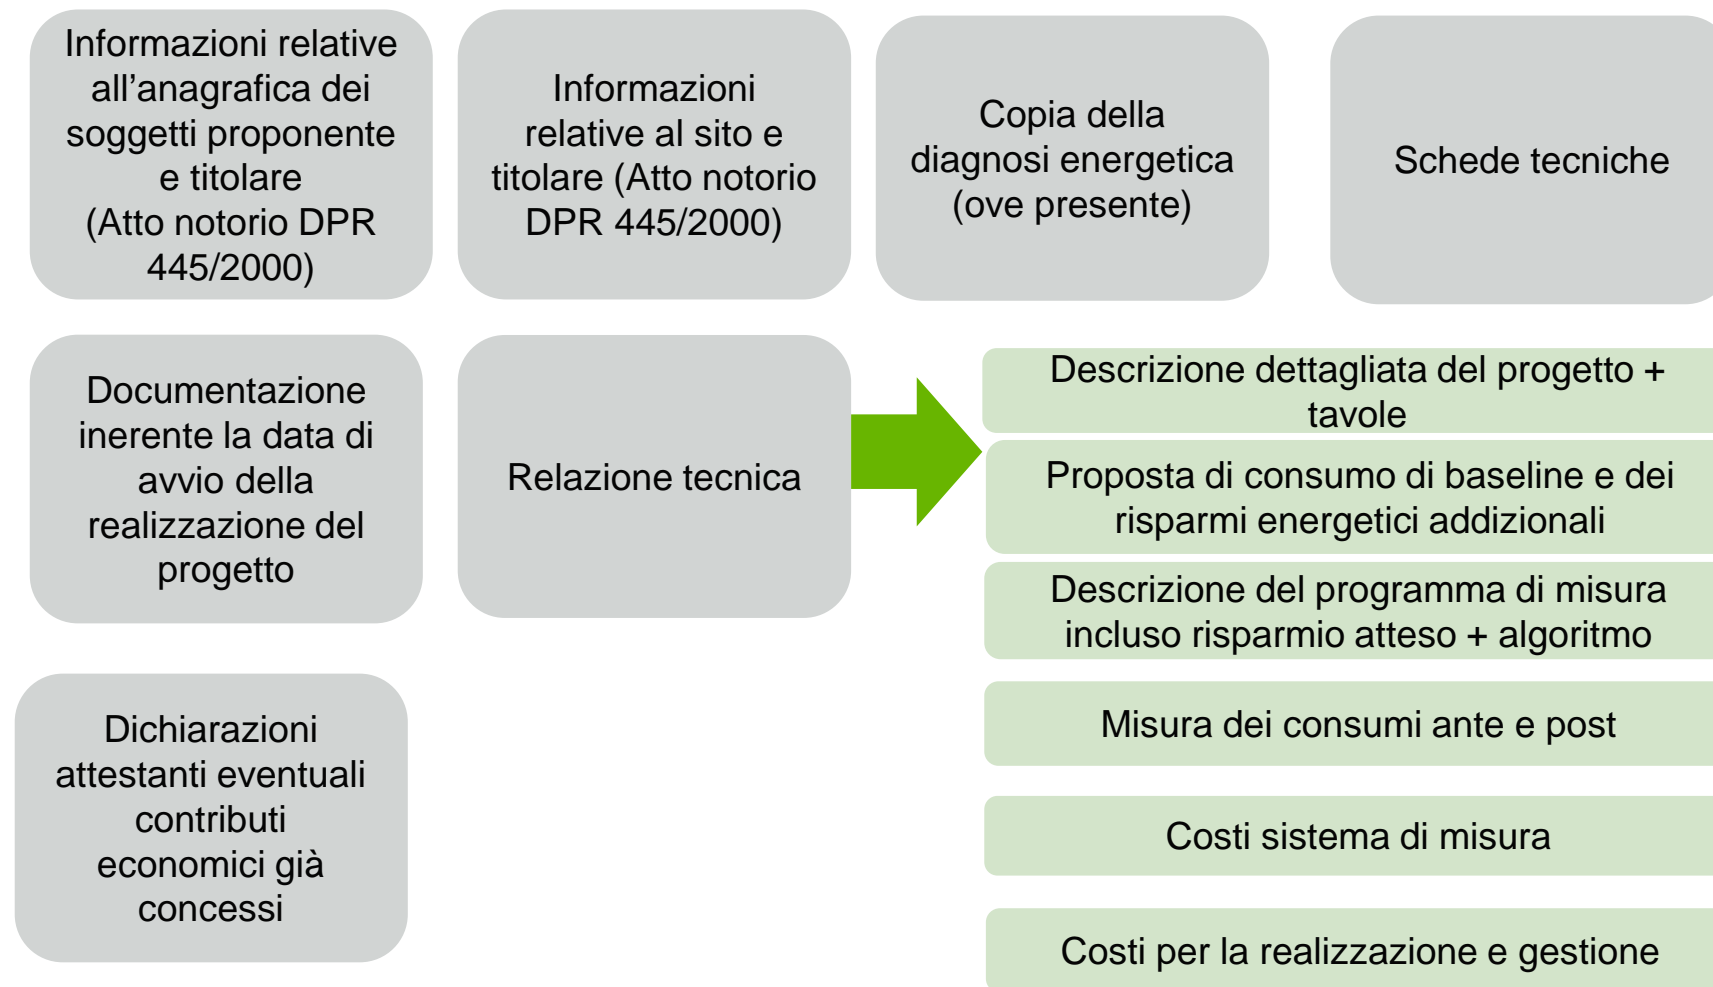 Informazioni relative
all’anagrafica dei
soggetti proponente
e titolare
(Atto notorio DPR
445/2000)
Informazioni
relative al sito e
titolare (Atto notorio
DPR 445/2000)
Copia della
diagnosi energetica
(ove presente)
Schede tecniche
Documentazione
inerente la data di
avvio della
realizzazione del
progetto
Relazione tecnica
Descrizione dettagliata del progetto +
tavole
Proposta di consumo di baseline e dei
risparmi energetici addizionali
Descrizione del programma di misura
incluso risparmio atteso + algoritmo
Misura dei consumi ante e post
Costi sistema di misura
Costi per la realizzazione e gestione
Dichiarazioni
attestanti eventuali
contributi
economici già
concessi